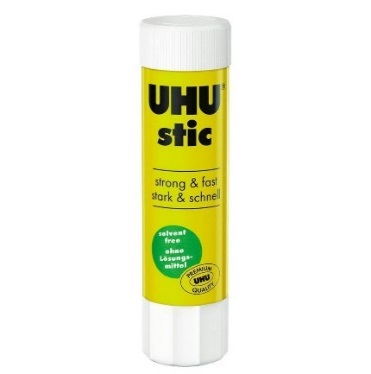 UHU®
stic
strong & fast
stark & schnell
solvent
free
ohne
Lösungs-
mittel
PREMIUM
UHU
QUALITY